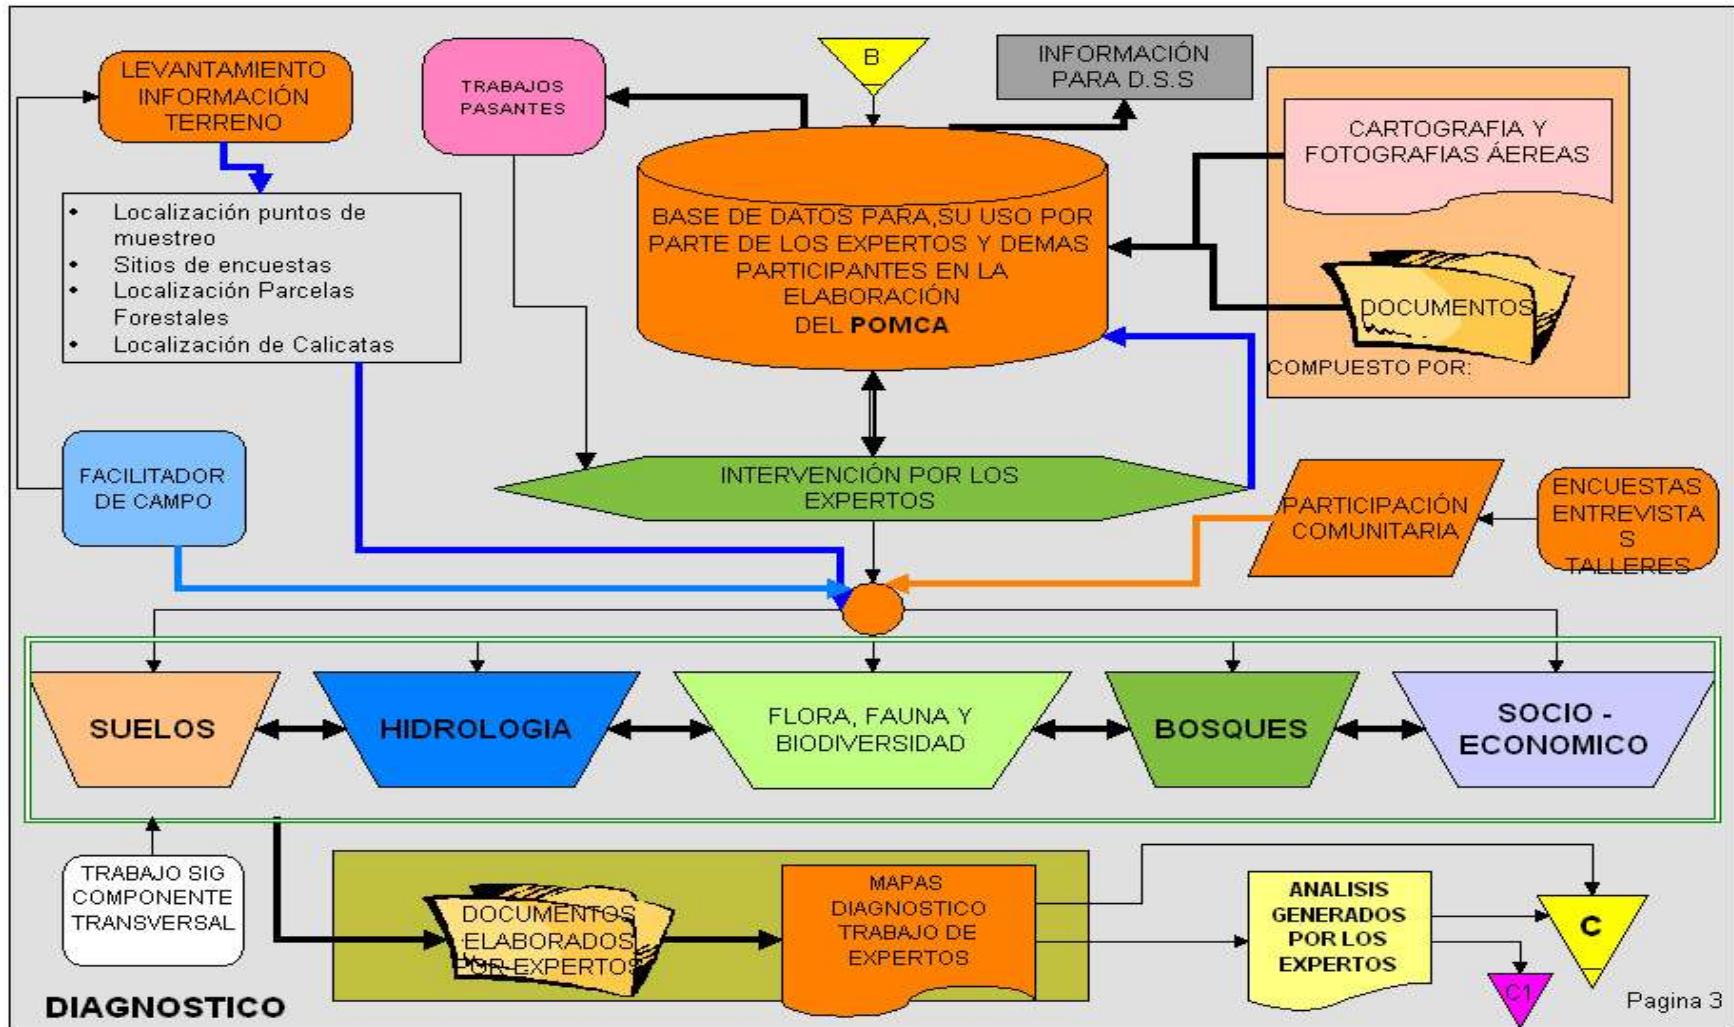 LEVANTAMIENTO
INFORMACIÓN
TERRENO
TRABAJOS
PASANTES
B
INFORMACIÓN
PARA D.S.S
CARTOGRAFIA Y
FOTOGRAFIAS ÁEREAS
DOCUMENTOS
COMPUESTO POR:
• Localización puntos de
muestreo
• Sitios de encuestas
• Localización Parcelas
Forestales
• Localización de Calicatas
BASE DE DATOS PARA,SU USO POR
PARTE DE LOS EXPERTOS Y DEMAS
PARTICIPANTES EN LA
ELABORACIÓN
DEL POMCA
FACILITADOR
DE CAMPO
INTERVENCIÓN POR LOS
EXPERTOS
PARTICIPACIÓN
COMUNITARIA
ENCUESTAS
ENTREVISTA
S
TALLERES
SUELOS
HIDROLOGIA
FLORA, FAUNA Y
BIODIVERSIDAD
BOSQUES
SOCIO -
ECONOMICO
TRABAJO SIG
COMPONENTE
TRANSVERSAL
DOCUMENTOS
ELABORADOS
POR EXPERTOS
MAPAS
DIAGNOSTICO
TRABAJO DE
EXPERTOS
ANALISIS
GENERADOS
POR LOS
EXPERTOS
C
C1
DIAGNOSTICO
Pagina 3